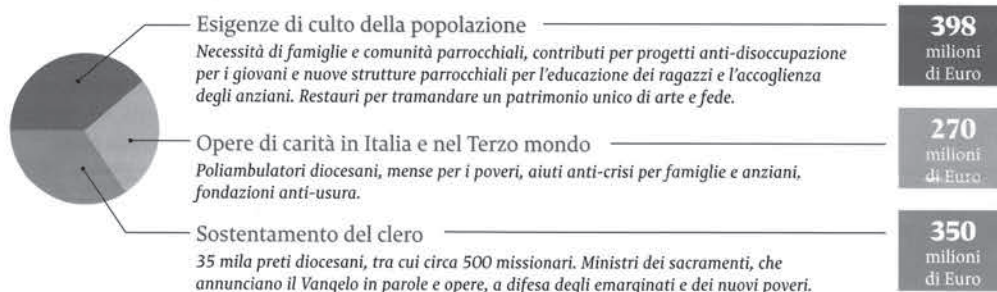 Esigenze di culto della popolazione
Necessità di famiglie e comunità parrocchiali, contributi per progetti anti-disoccupazione
per i giovani e nuove strutture parrocchiali per l'educazione dei ragazzi e l'accoglienza
degli anziani. Restauri per tramandare un patrimonio unico di arte e fede.
398
milioni
di Euro
Opere di carità in Italia e nel Terzo mondo
Poliambulatori diocesani, mense per i poveri, aiuti anti-crisi per famiglie e anziani,
fondazioni anti-usura.
270
milioni
di Euro
Sostentamento del clero
35 mila preti diocesani, tra cui circa 500 missionari. Ministri dei sacramenti, che
annunciano il Vangelo in parole e opere, a difesa degli emarginati e dei nuovi poveri.
350
milioni
di Euro